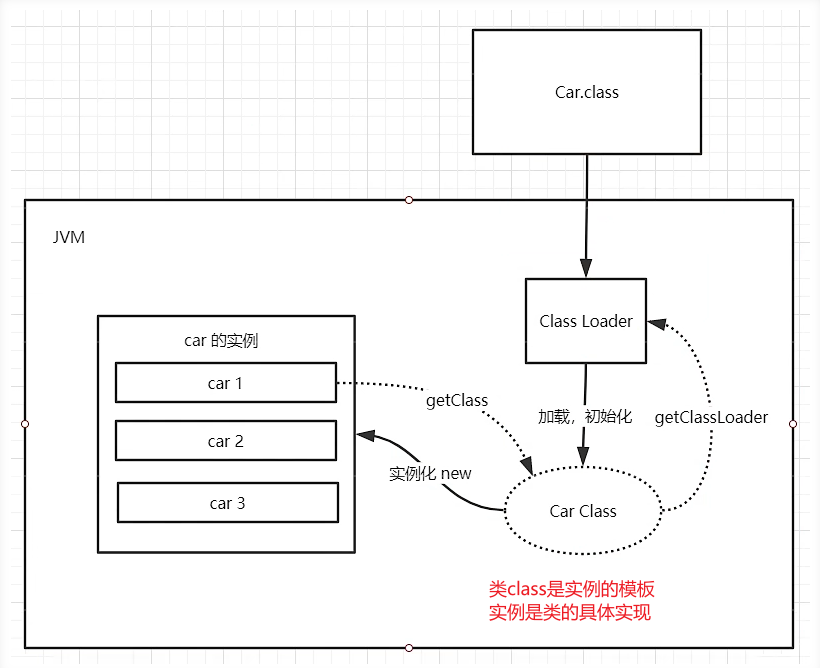 Car.class
JVM
Class Loader
car 的实例
car 1
getClass
加载，初始化
getClassLoader
car 2
实例化 new
car 3
Car Class
类class是实例的模板
实例是类的具体实现